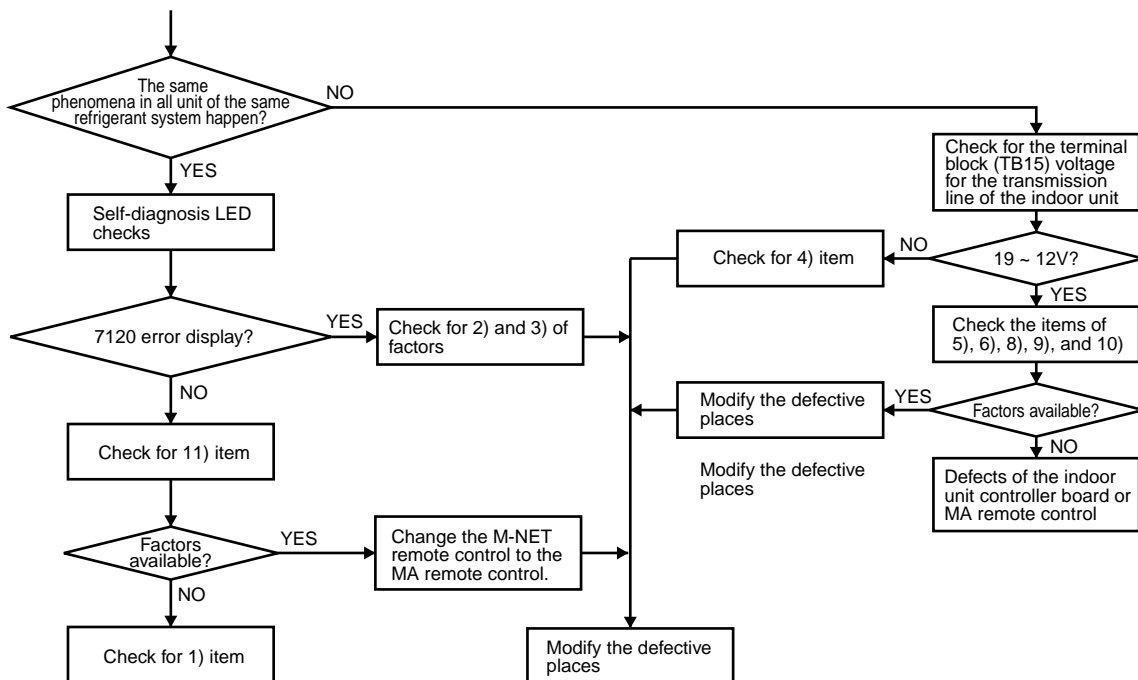 The same
phenomena in all unit of the same
refrigerant system happen?
NO
YES
Check for the terminal
block (TB15) voltage
for the transmission
line of the indoor unit
Self-diagnosis LED
checks
Check for 4) item
NO
19 ~ 12V?
YES
7120 error display?
YES
Check for 2) and 3) of
factors
Check the items of
5), 6), 8), 9), and 10)
NO
Modify the defective
places
YES
Factors available?
Check for 11) item
Modify the defective
places
NO
Defects of the indoor
unit controller board or
MA remote control
Factors
available?
YES
Change the M-NET
remote control to the
MA remote control.
NO
Check for 1) item
Modify the defective
places